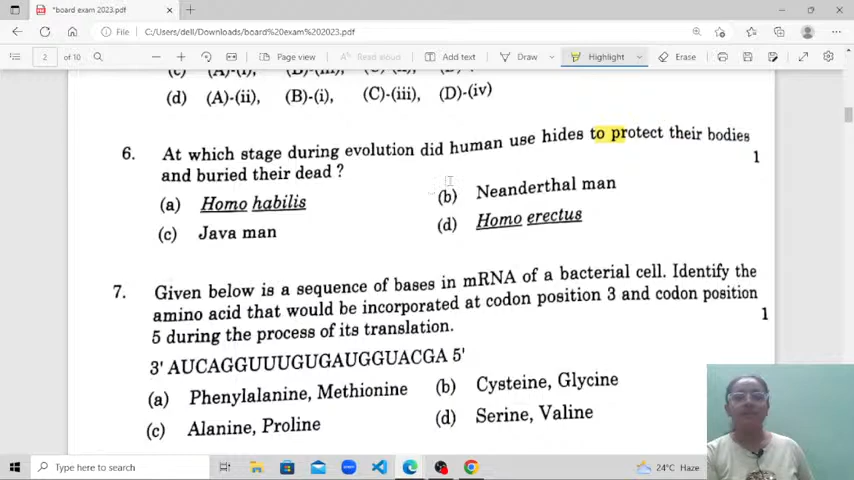 *board exam 2023.pdf
File
C:/Users/dell/Downloads/board%20exam%202023.pdf
2 of 10
Page view
Read aloud
Add text
Draw
Highlight
Erase
(d) (A)-(ii), (B)-(i), (C)-(iii), (D)-(iv)
6. At which stage during evolution did human use hides to protect their bodies
and buried their dead ? 1
(a) Homo habilis (b) Neanderthal man
(c) Java man (d) Homo erectus
7. Given below is a sequence of bases in mRNA of a bacterial cell. Identify the
amino acid that would be incorporated at codon position 3 and codon position
5 during the process of its translation. 1
3' AUCAGGUUUGUGAUGGUACGA 5'
(a) Phenylalanine, Methionine (b) Cysteine, Glycine
(c) Alanine, Proline (d) Serine, Valine
Type here to search
24°C Haze